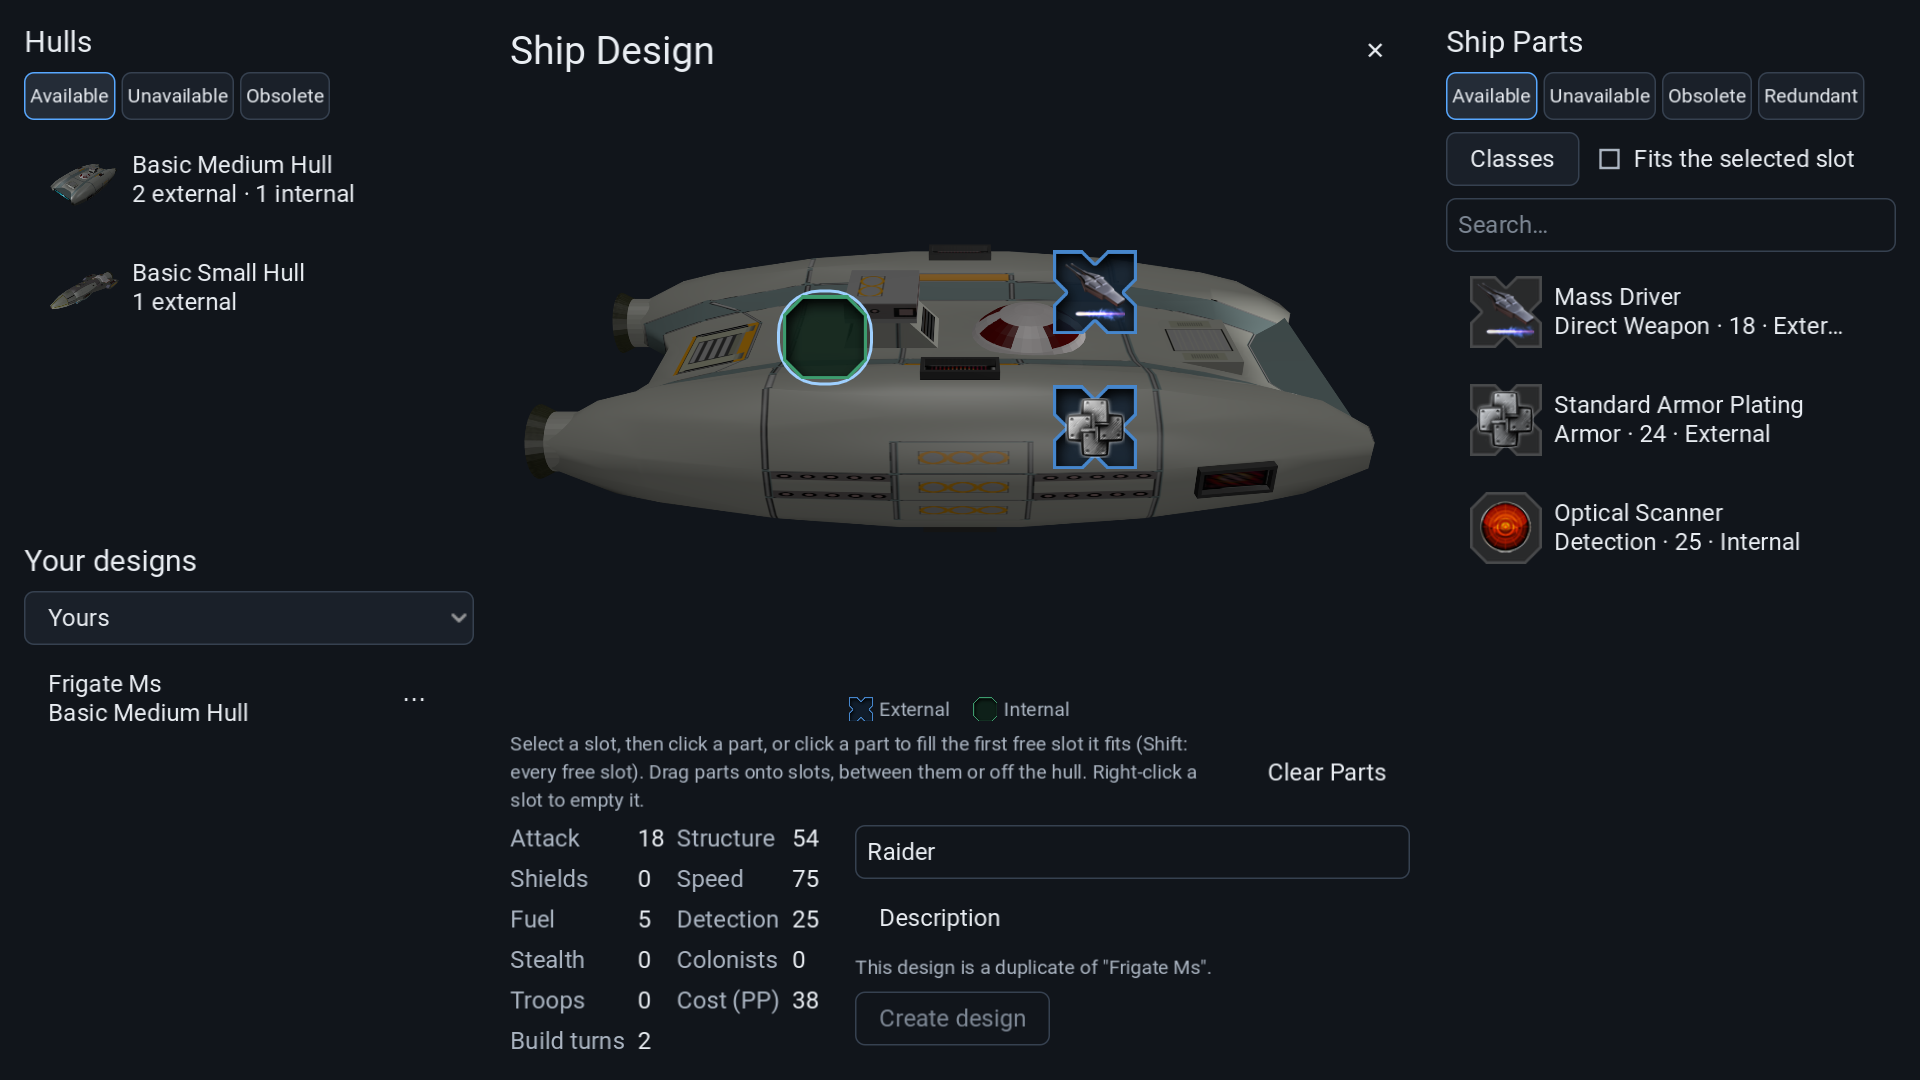 Hulls
Available
Unavailable
Obsolete
Basic Medium Hull
2 external · 1 internal
Basic Small Hull
1 external
Your designs
Yours
Frigate Ms
Basic Medium Hull
...
Ship Design
×
External
Internal
Select a slot, then click a part, or click a part to fill the first free slot it fits (Shift:
every free slot). Drag parts onto slots, between them or off the hull. Right-click a
slot to empty it.
Clear Parts
Attack 18 Structure 54
Shields 0 Speed 75
Fuel 5 Detection 25
Stealth 0 Colonists 0
Troops 0 Cost (PP) 38
Build turns 2
Raider
Description
This design is a duplicate of "Frigate Ms".
Create design
Ship Parts
Available
Unavailable
Obsolete
Redundant
Classes
Fits the selected slot
Search...
Mass Driver
Direct Weapon · 18 · Exter...
Standard Armor Plating
Armor · 24 · External
Optical Scanner
Detection · 25 · Internal